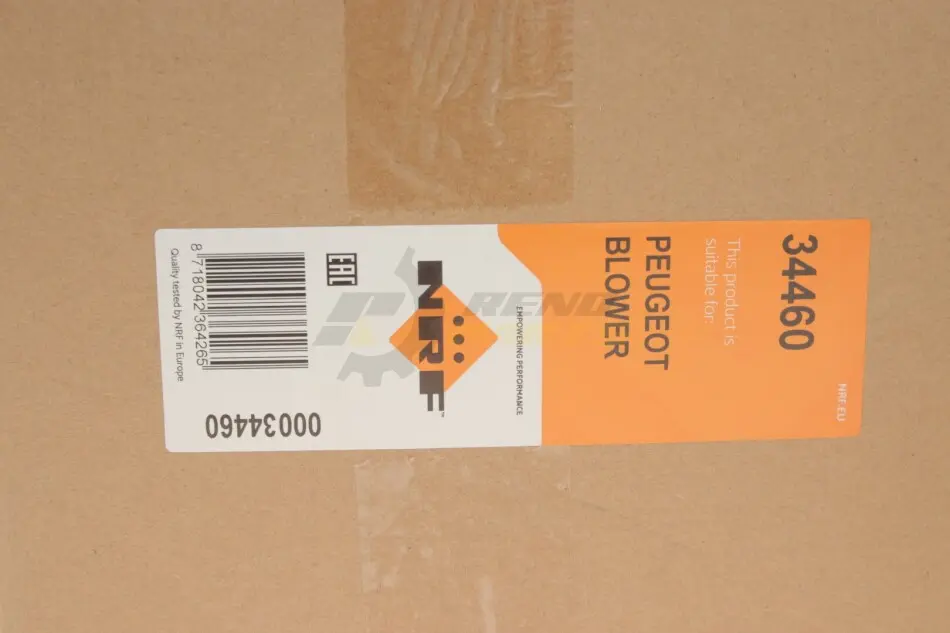 34460
This product is
suitable for:
PEUGEOT
BLOWER
NRF.EU
EMPOWERING PERFORMANCE
NRF™
EAC
8 718042 364265
Quality tested by NRF in Europe
00034460